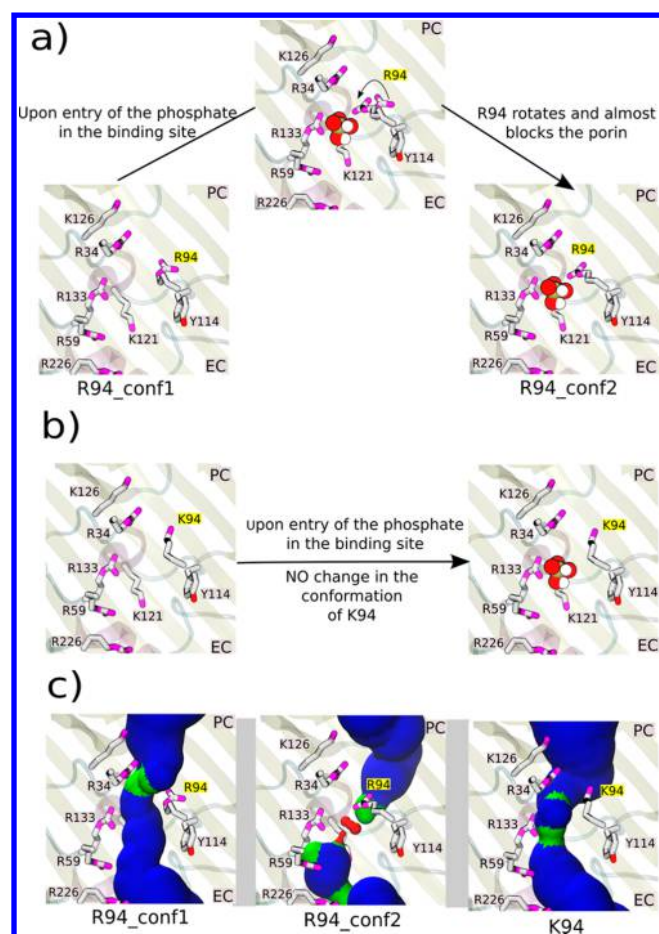 a)
PC
K126
R94
R34
Upon entry of the phosphate
in the binding site
R94 rotates and almost
blocks the porin
R133
R59
K121
Y114
R226
EC
PC
K126
R34
R94
R133
Y114
R59
K121
R226
EC
R94_conf1
PC
K126
R34
R94
R133
Y114
R59
K121
R226
EC
R94_conf2
b)
PC
K126
K94
R34
R133
Y114
R59
K121
R226
EC
Upon entry of the phosphate
in the binding site
NO change in the
conformation
of K94
PC
K126
K94
R34
R133
Y114
R59
K121
R226
EC
c)
PC
K126
R34
R94
R133
Y114
R59
R226
EC
R94_conf1
PC
K126
R34
R94
R133
Y114
R59
R226
EC
R94_conf2
PC
K126
R34
K94
R133
Y114
R59
R226
EC
K94